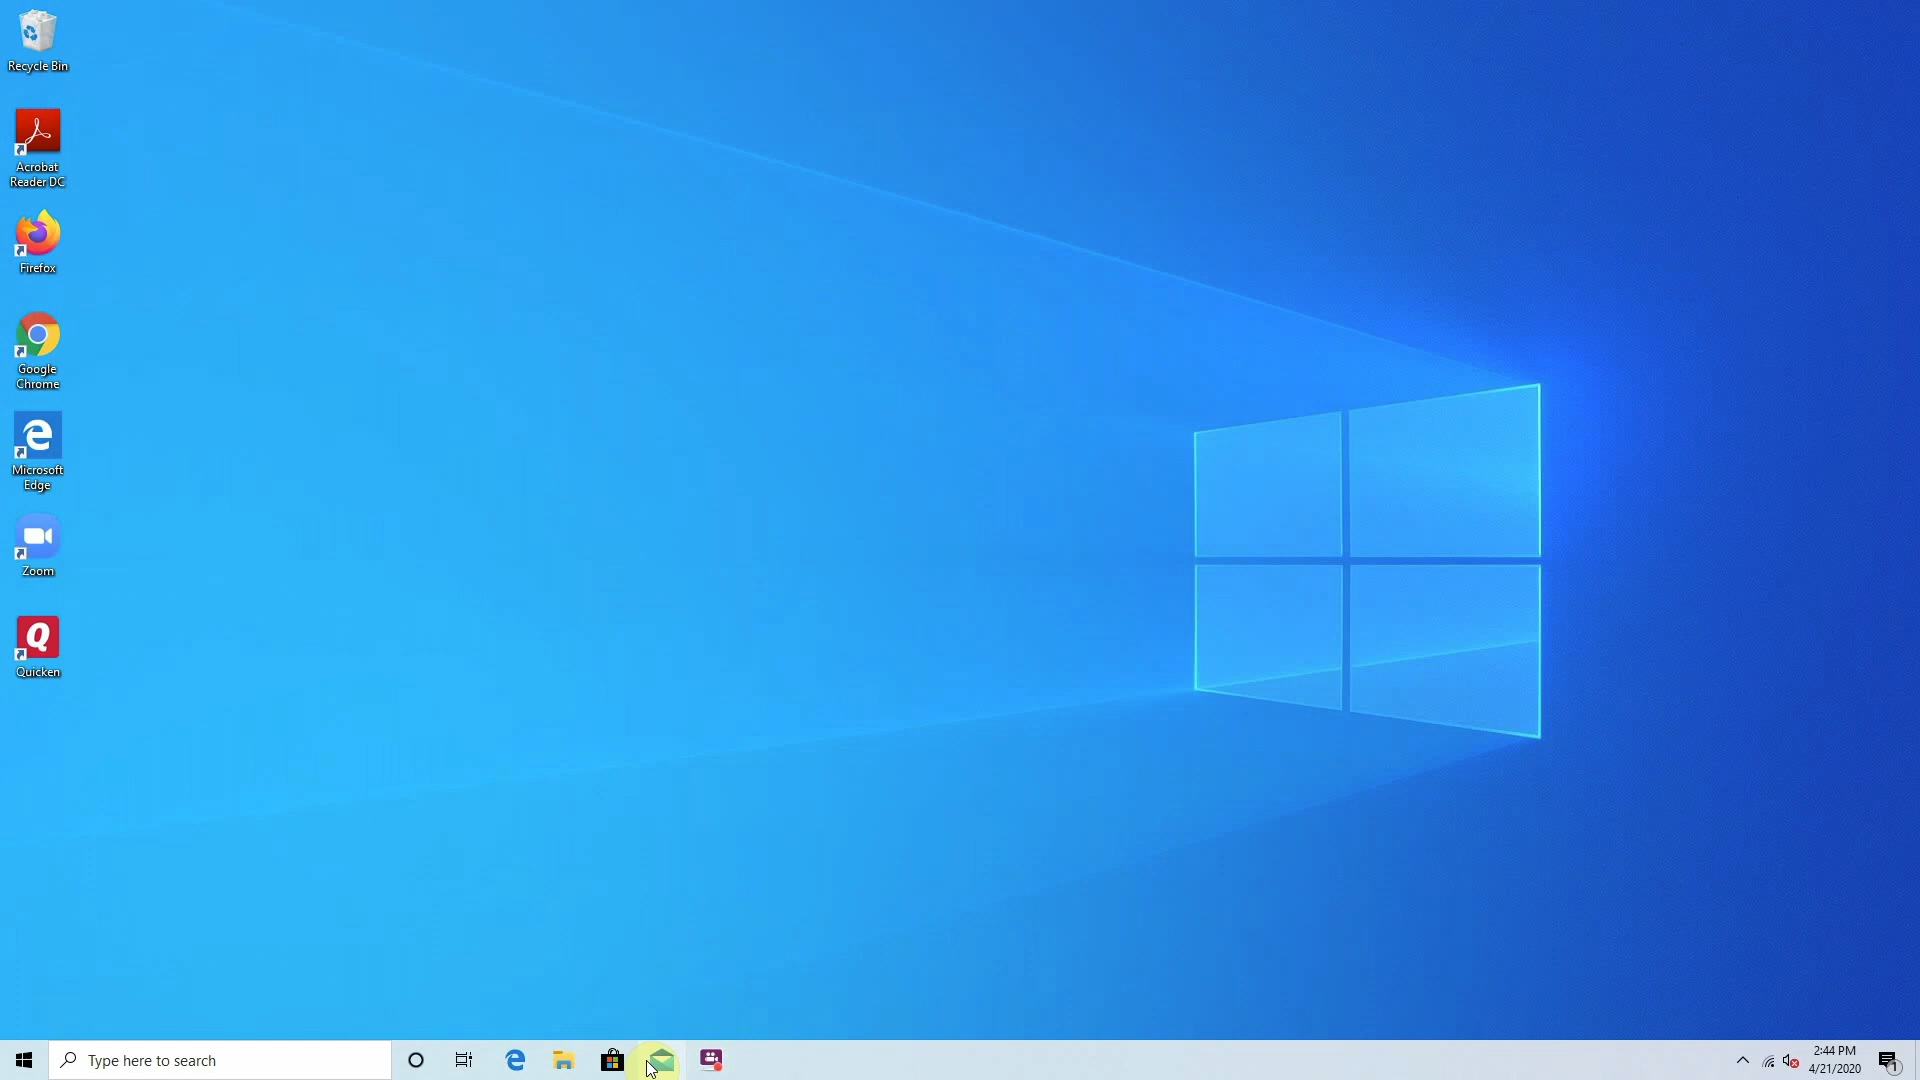 Recycle Bin
Acrobat
Reader DC
Firefox
Google
Chrome
Microsoft
Edge
Zoom
Q
Quicken
Type here to search
2:44 PM
4/21/2020
1